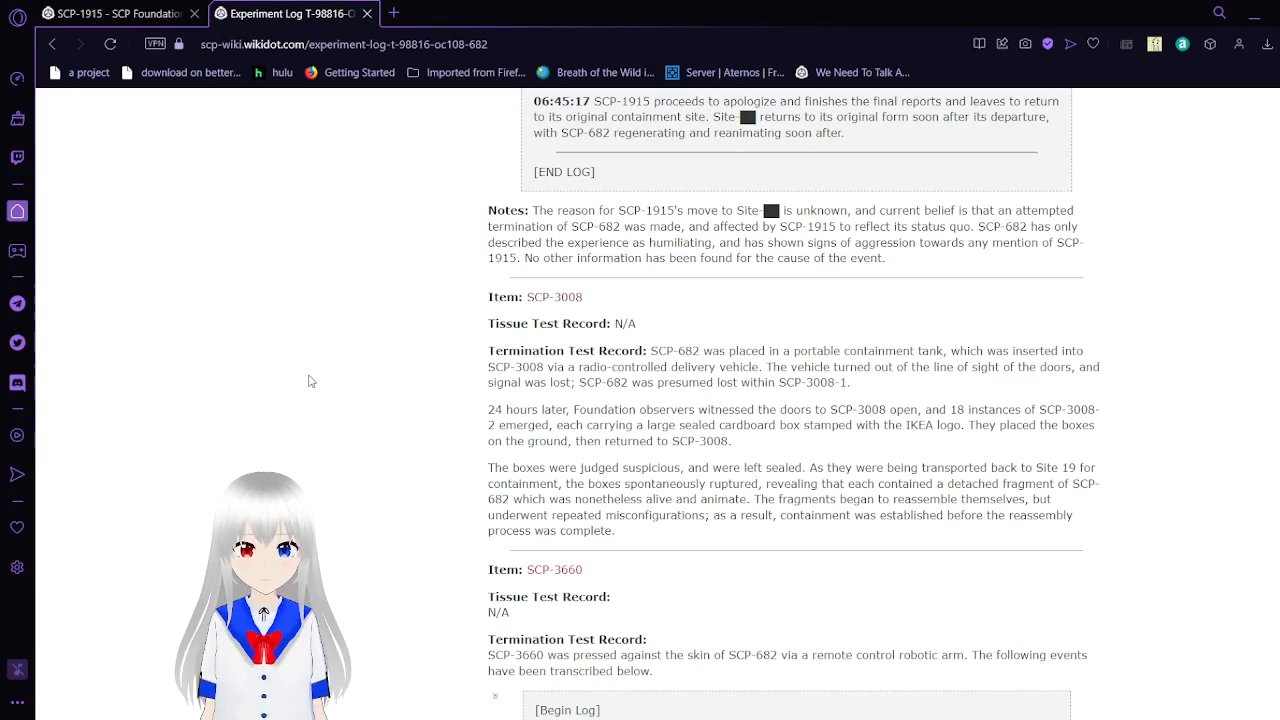 SCP-1915 - SCP Foundatio
Experiment Log T-98816-O
VPN
scp-wiki.wikidot.com/experiment-log-t-98816-oc108-682
a project
download on better...
hulu
Getting Started
Imported from Firef...
Breath of the Wild i...
Server | Aternos | Fr...
We Need To Talk A...
06:45:17 SCP-1915 proceeds to apologize and finishes the final reports and leaves to return
to its original containment site. Site-██ returns to its original form soon after its departure,
with SCP-682 regenerating and reanimating soon after.
[END LOG]
Notes: The reason for SCP-1915's move to Site-██ is unknown, and current belief is that an attempted
termination of SCP-682 was made, and affected by SCP-1915 to reflect its status quo. SCP-682 has only
described the experience as humiliating, and has shown signs of aggression towards any mention of SCP-
1915. No other information has been found for the cause of the event.
Item: SCP-3008
Tissue Test Record: N/A
Termination Test Record: SCP-682 was placed in a portable containment tank, which was inserted into
SCP-3008 via a radio-controlled delivery vehicle. The vehicle turned out of the line of sight of the doors, and
signal was lost; SCP-682 was presumed lost within SCP-3008-1.
24 hours later, Foundation observers witnessed the doors to SCP-3008 open, and 18 instances of SCP-3008-
2 emerged, each carrying a large sealed cardboard box stamped with the IKEA logo. They placed the boxes
on the ground, then returned to SCP-3008.
The boxes were judged suspicious, and were left sealed. As they were being transported back to Site 19 for
containment, the boxes spontaneously ruptured, revealing that each contained a detached fragment of SCP-
682 which was nonetheless alive and animate. The fragments began to reassemble themselves, but
underwent repeated misconfigurations; as a result, containment was established before the reassembly
process was complete.
Item: SCP-3660
Tissue Test Record:
N/A
Termination Test Record:
SCP-3660 was pressed against the skin of SCP-682 via a remote control robotic arm. The following events
have been transcribed below.
[Begin Log]